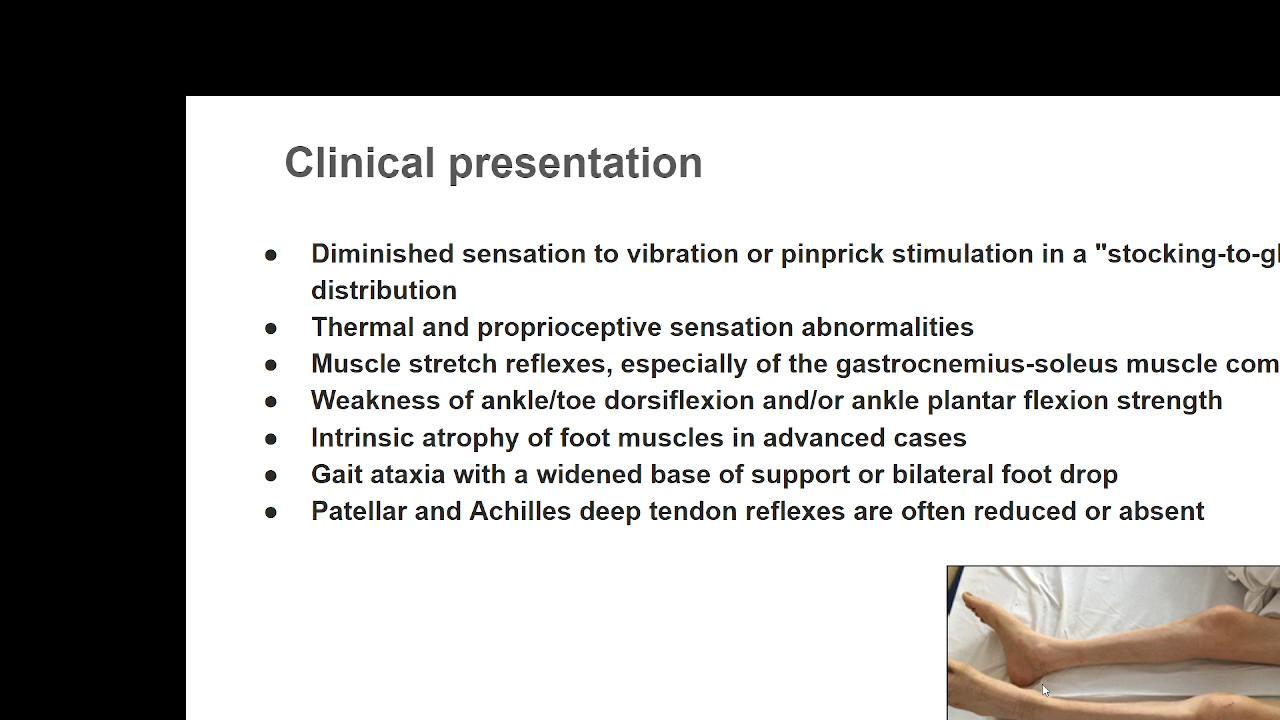 Clinical presentation
● Diminished sensation to vibration or pinprick stimulation in a "stocking-to-gl
distribution
● Thermal and proprioceptive sensation abnormalities
● Muscle stretch reflexes, especially of the gastrocnemius-soleus muscle com
● Weakness of ankle/toe dorsiflexion and/or ankle plantar flexion strength
● Intrinsic atrophy of foot muscles in advanced cases
● Gait ataxia with a widened base of support or bilateral foot drop
● Patellar and Achilles deep tendon reflexes are often reduced or absent